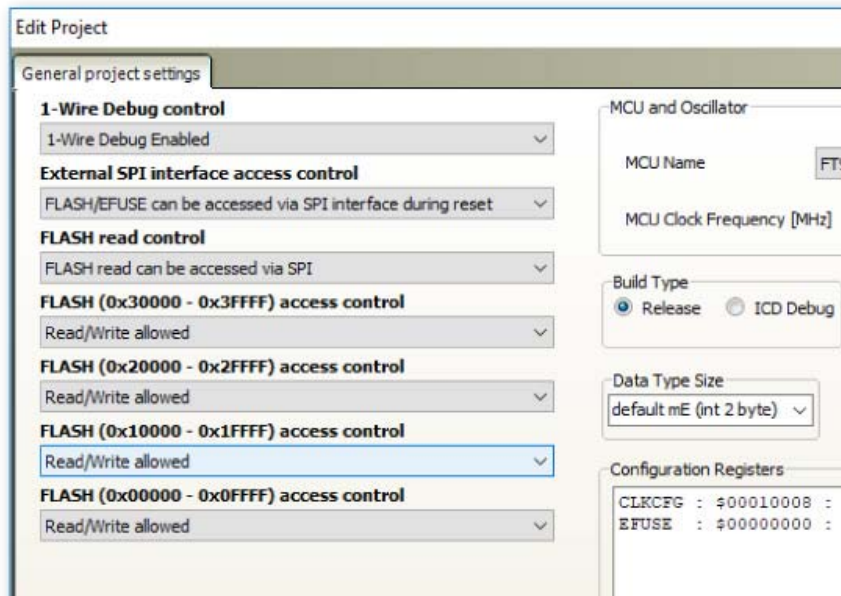 Edit Project
General project settings
1-Wire Debug control
1-Wire Debug Enabled
External SPI interface access control
FLASH/EFUSE can be accessed via SPI interface during reset
FLASH read control
FLASH read can be accessed via SPI
FLASH (0x30000 - 0x3FFFF) access control
Read/Write allowed
FLASH (0x20000 - 0x2FFFF) access control
Read/Write allowed
FLASH (0x10000 - 0x1FFFF) access control
Read/Write allowed
FLASH (0x00000 - 0x0FFFF) access control
Read/Write allowed
MCU and Oscillator
MCU Name
MCU Clock Frequency [MHz]
Build Type
Release ICD Debug
Data Type Size
default mE (int 2 byte)
Configuration Registers
CLKCFG : $00010008 :
EFUSE : $00000000 :